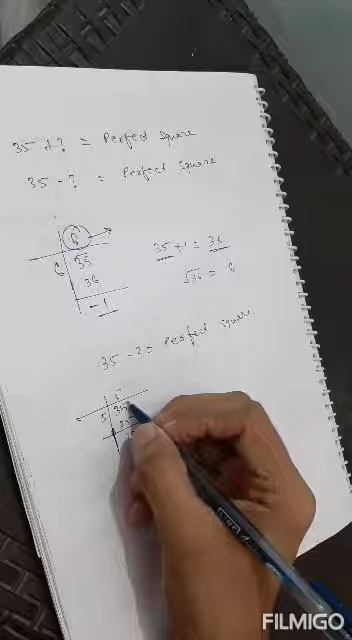 35 + ? = Perfect Square
35 - ? = Perfect Square
6
6 35
36
-1
35 + 1 = 36
√36 = 6
35 - ? = Perfect Square
5
5 35
25
FILMIGO